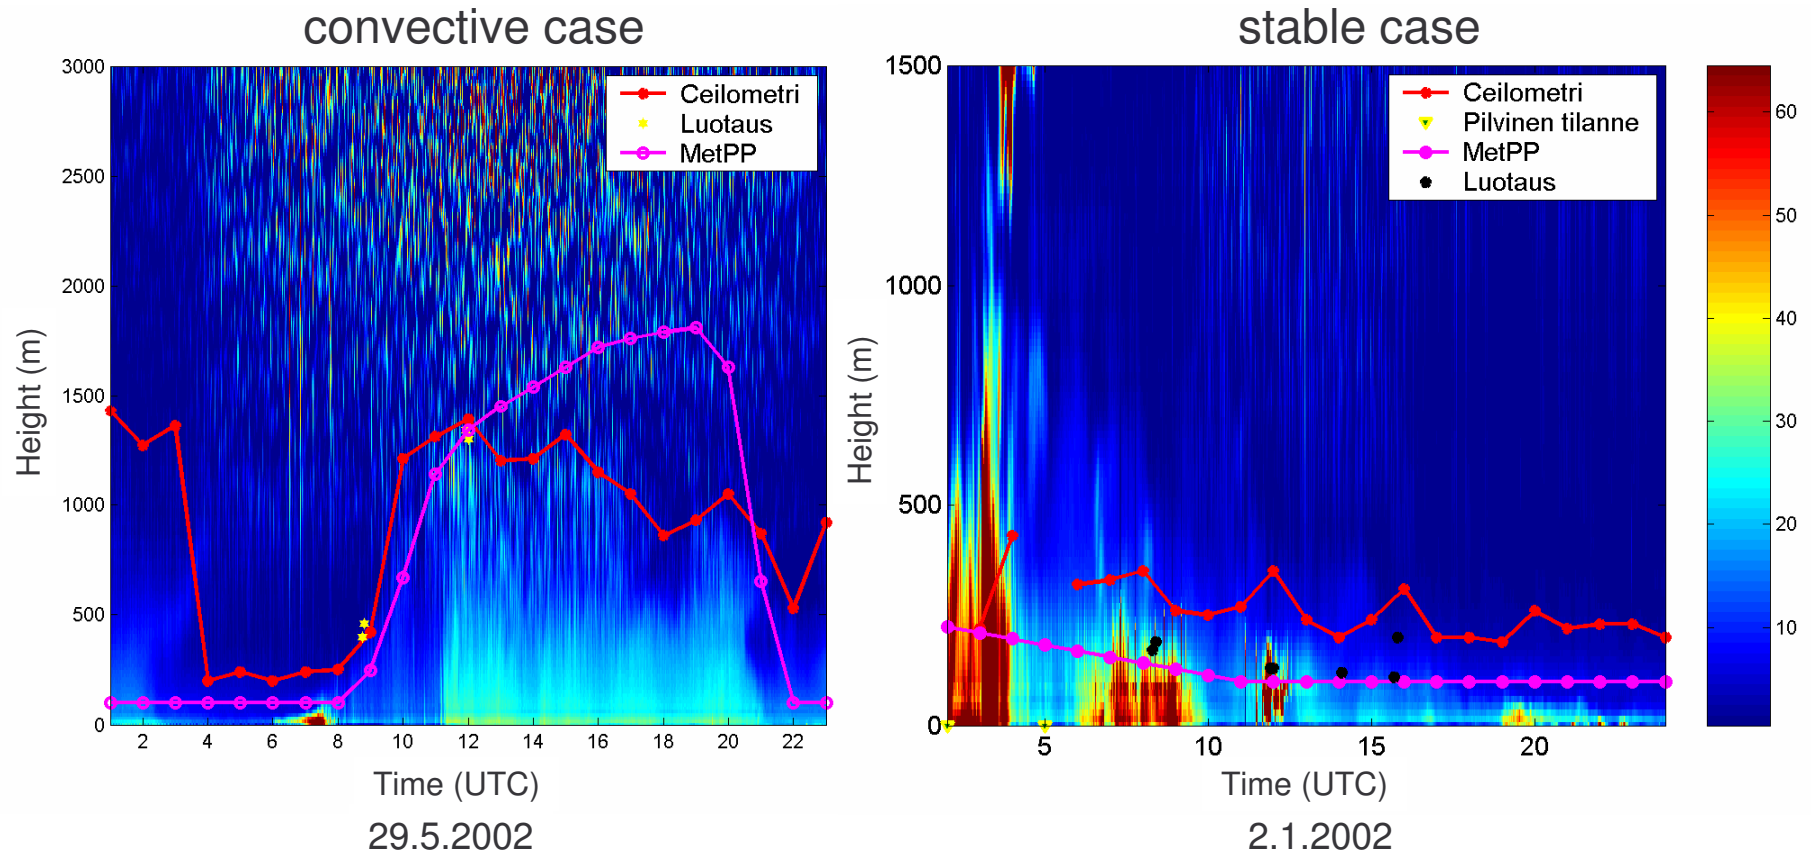 convective case
stable case
3000
2500
2000
1500
1000
500
0
Height (m)
Ceilometri
Luotaus
MetPP
2
4
6
8
10
12
14
16
18
20
22
Time (UTC)
29.5.2002
1500
1000
500
0
Height (m)
Ceilometri
Pilvinen tilanne
MetPP
Luotaus
5
10
15
20
Time (UTC)
2.1.2002
60
50
40
30
20
10